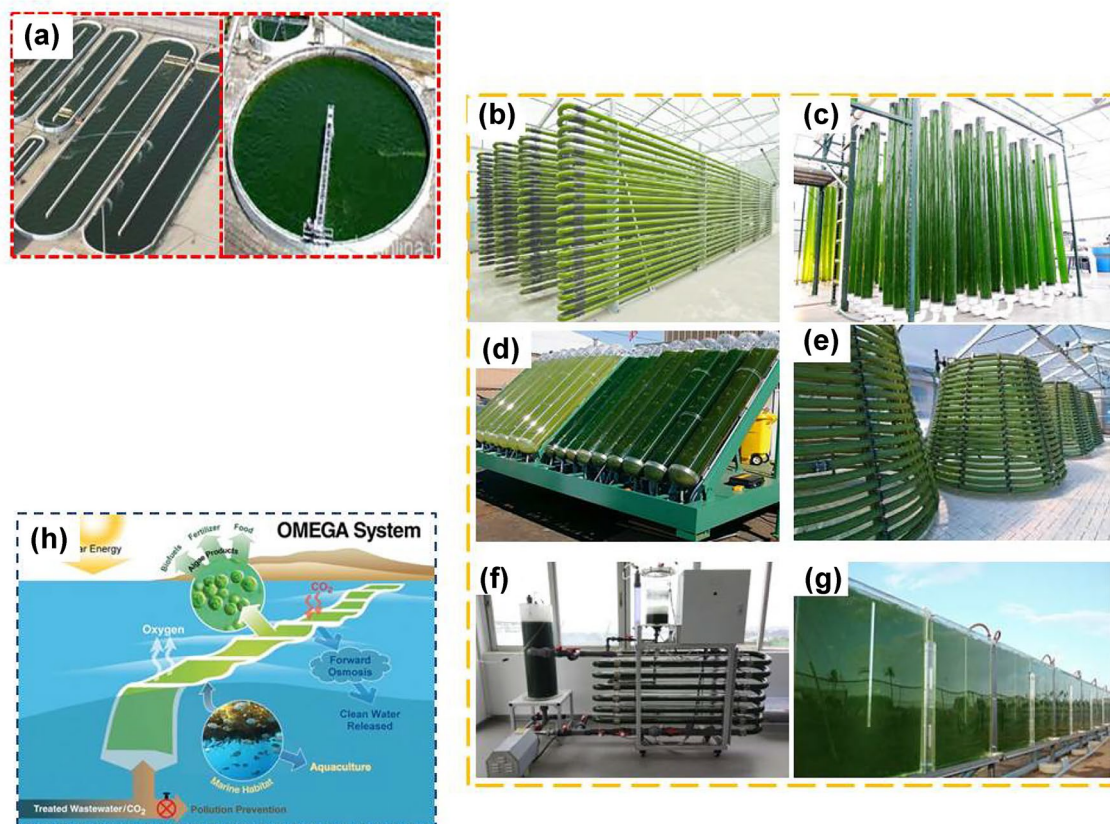 (a)
(b)
(c)
(d)
(e)
(f)
(g)
(h)
OMEGA System
Energy
Biofuels
Fertilizer
Food
Algae Products
CO₂
Oxygen
Forward
Osmosis
Clean Water
Released
Aquaculture
Marine Habitat
Treated Wastewater/CO₂
Pollution Prevention